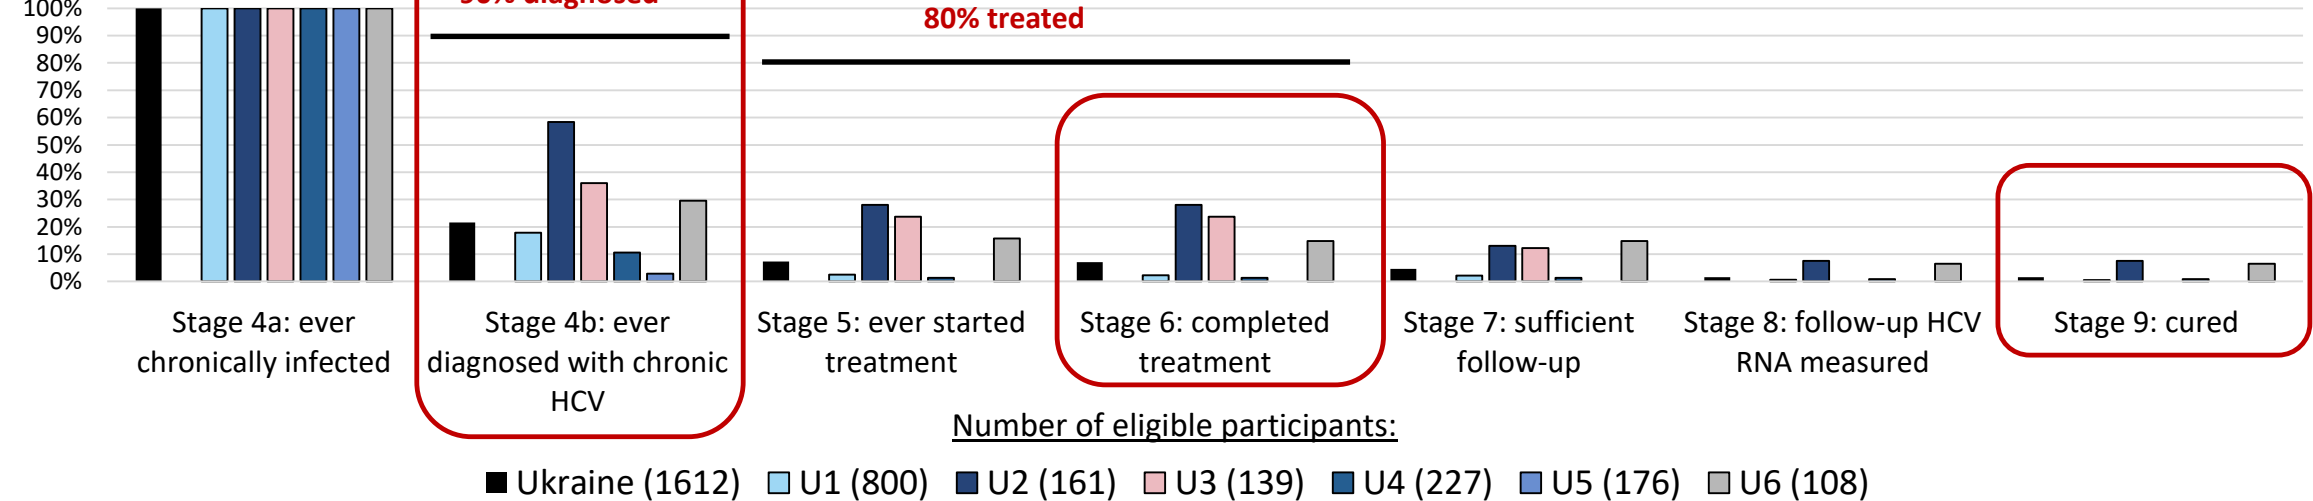 80% treated
100%
90%
80%
70%
60%
50%
40%
30%
20%
10%
0%
Stage 4a: ever
chronically infected
Stage 4b: ever
diagnosed with chronic
HCV
Stage 5: ever started
treatment
Stage 6: completed
treatment
Stage 7: sufficient
follow-up
Stage 8: follow-up HCV
RNA measured
Stage 9: cured
Number of eligible participants:
Ukraine (1612) U1 (800) U2 (161) U3 (139) U4 (227) U5 (176) U6 (108)